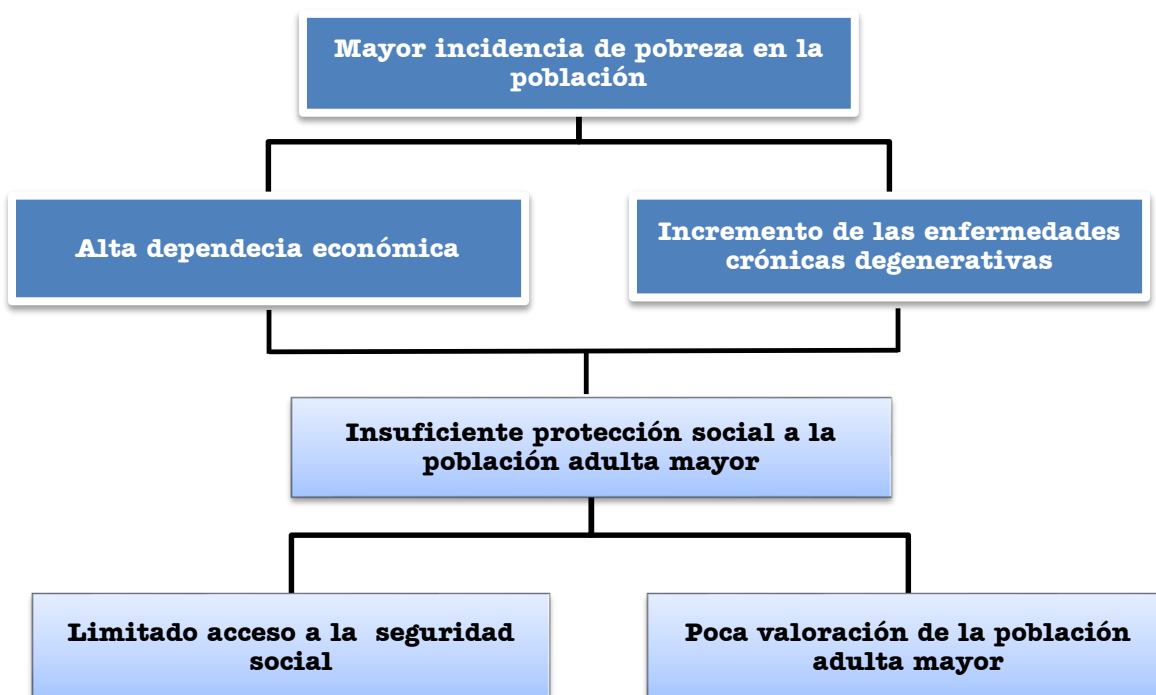 Mayor incidencia de pobreza en la
población
Alta dependecia económica
Incremento de las enfermedades
crónicas degenerativas
Insuficiente protección social a la
población adulta mayor
Limitado acceso a la seguridad
social
Poca valoración de la población
adulta mayor